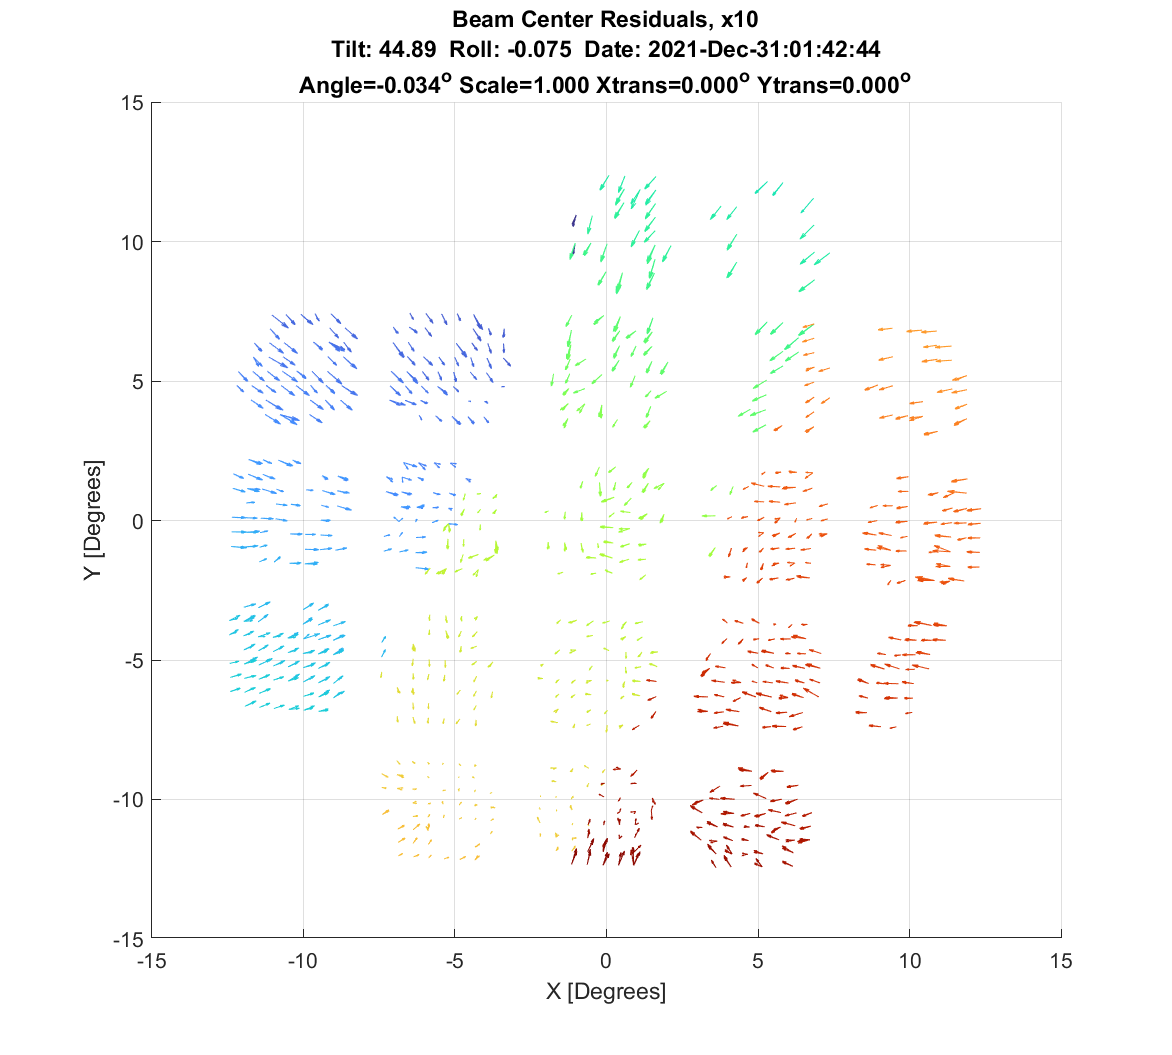 Beam Center Residuals, x10
Tilt: 44.89 Roll: -0.075 Date: 2021-Dec-31:01:42:44
Angle=-0.034° Scale=1.000 Xtrans=0.000° Ytrans=0.000°
15
10
5
0
-5
-10
-15
Y [Degrees]
-15 -10 -5 0 5 10 15
X [Degrees]